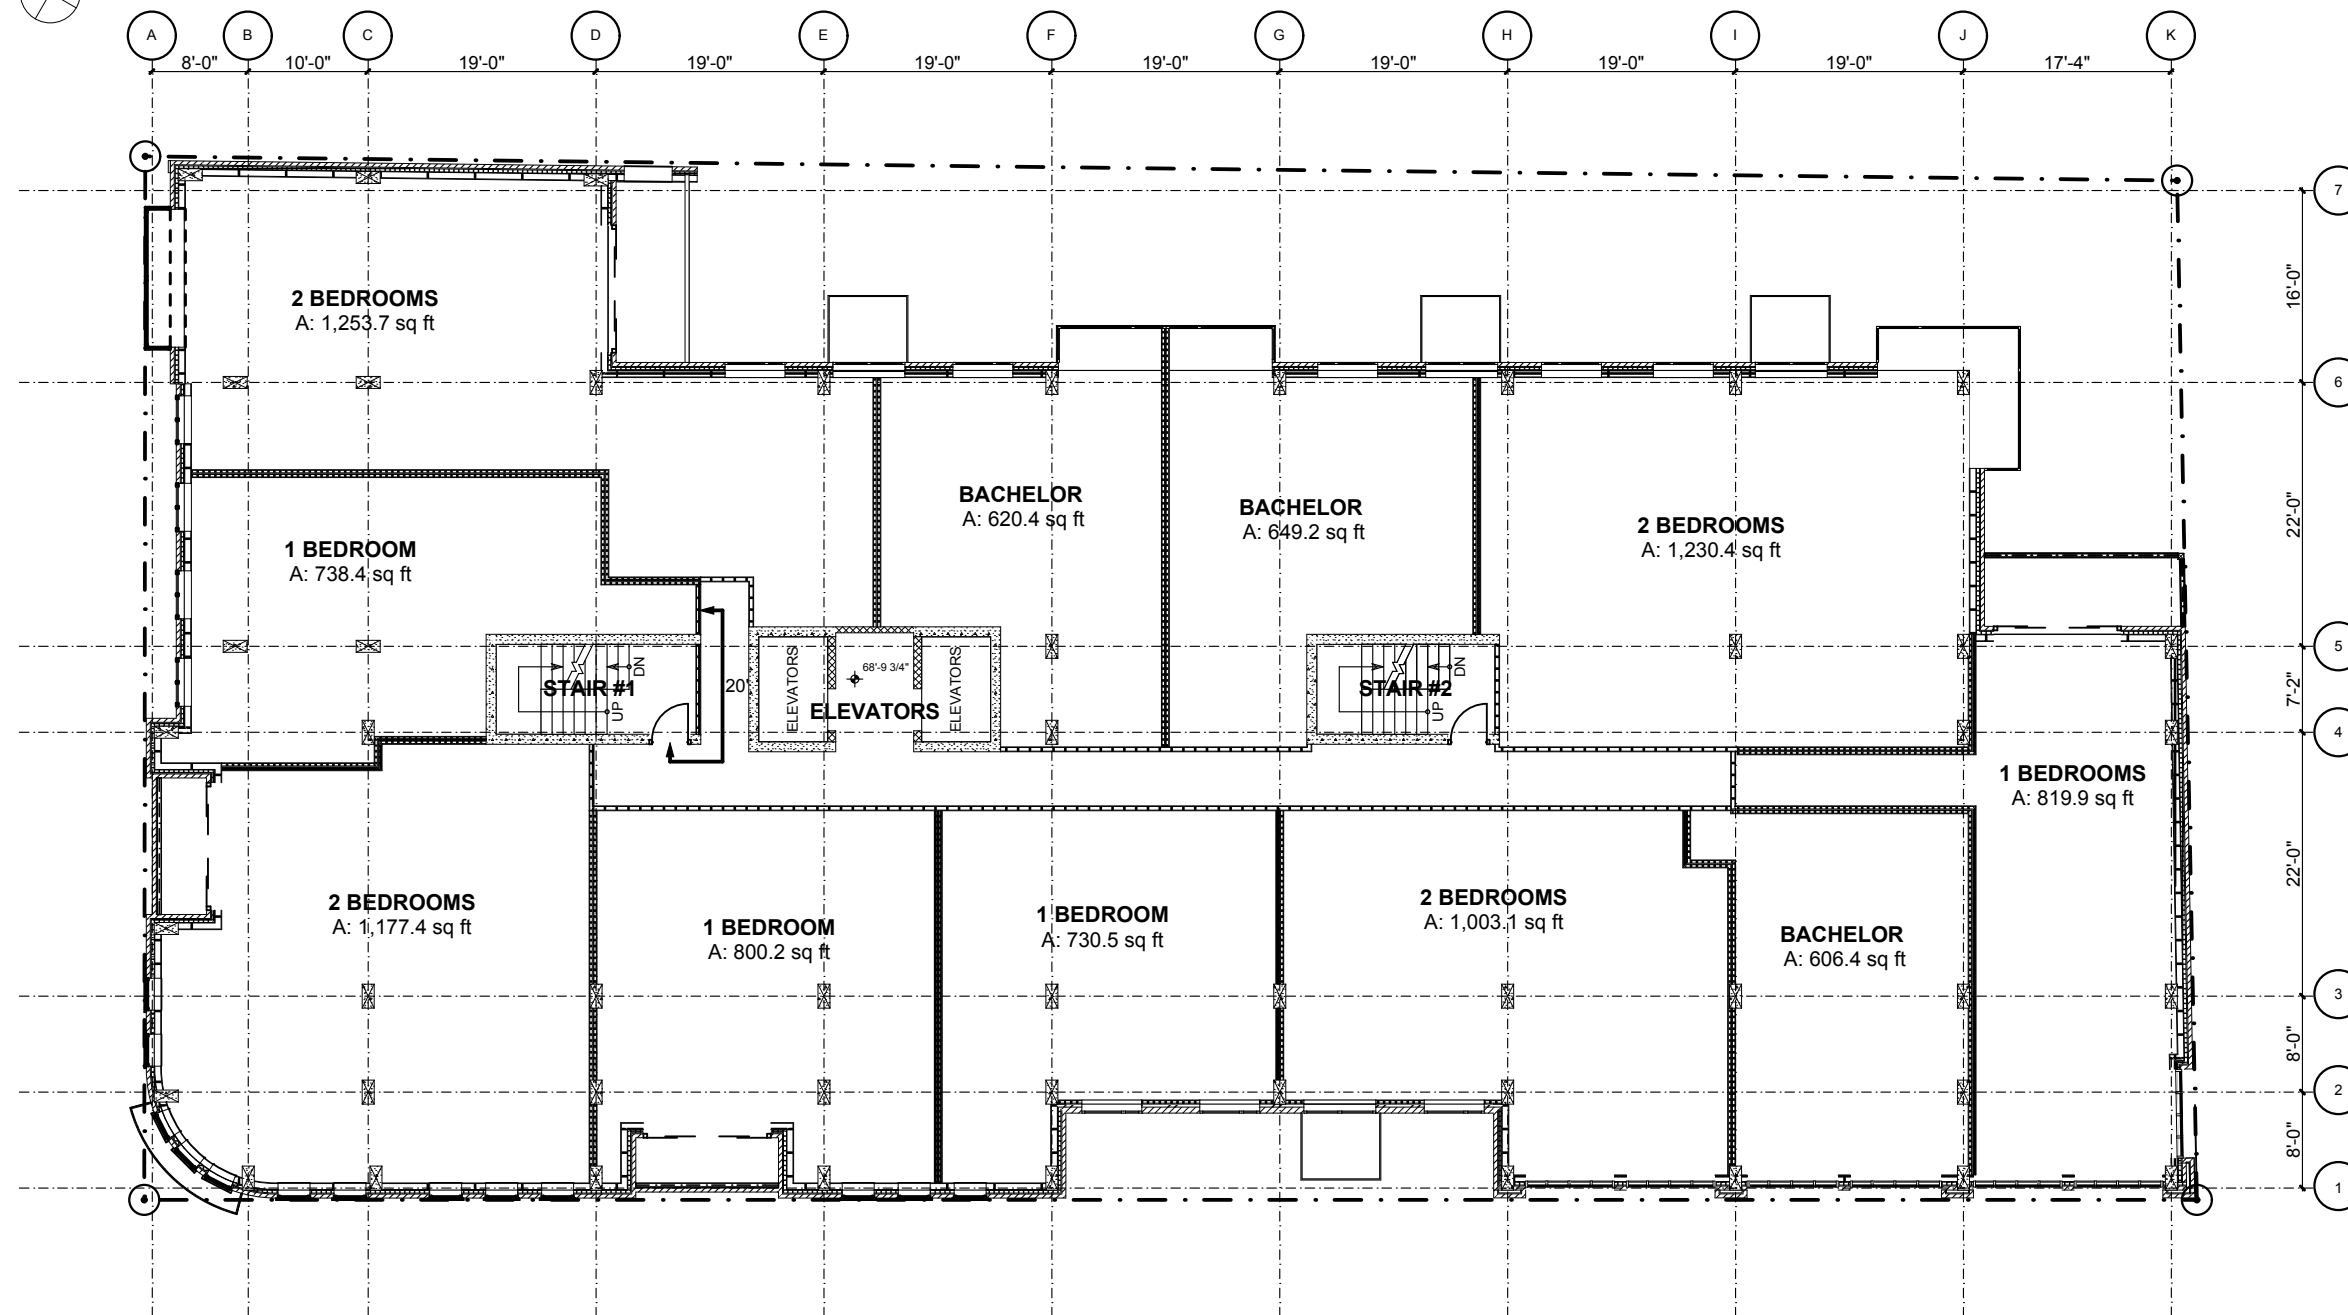 A B C D E F G H I J K
8'-0" 10'-0" 19'-0" 19'-0" 19'-0" 19'-0" 19'-0" 19'-0" 19'-0" 17'-4"
7
16'-0"
2 BEDROOMS
A: 1,253.7 sq ft
6
BACHELOR
A: 620.4 sq ft
BACHELOR
A: 649.2 sq ft
2 BEDROOMS
A: 1,230.4 sq ft
22'-0"
1 BEDROOM
A: 738.4 sq ft
5
STAIR #1
DN
UP
20'
ELEVATORS
68'-9 3/4"
ELEVATORS
ELEVATORS
STAIR #2
DN
UP
7'-2"
4
1 BEDROOMS
A: 819.9 sq ft
22'-0"
2 BEDROOMS
A: 1,177.4 sq ft
1 BEDROOM
A: 800.2 sq ft
1 BEDROOM
A: 730.5 sq ft
2 BEDROOMS
A: 1,003.1 sq ft
BACHELOR
A: 606.4 sq ft
3
8'-0"
2
8'-0"
1